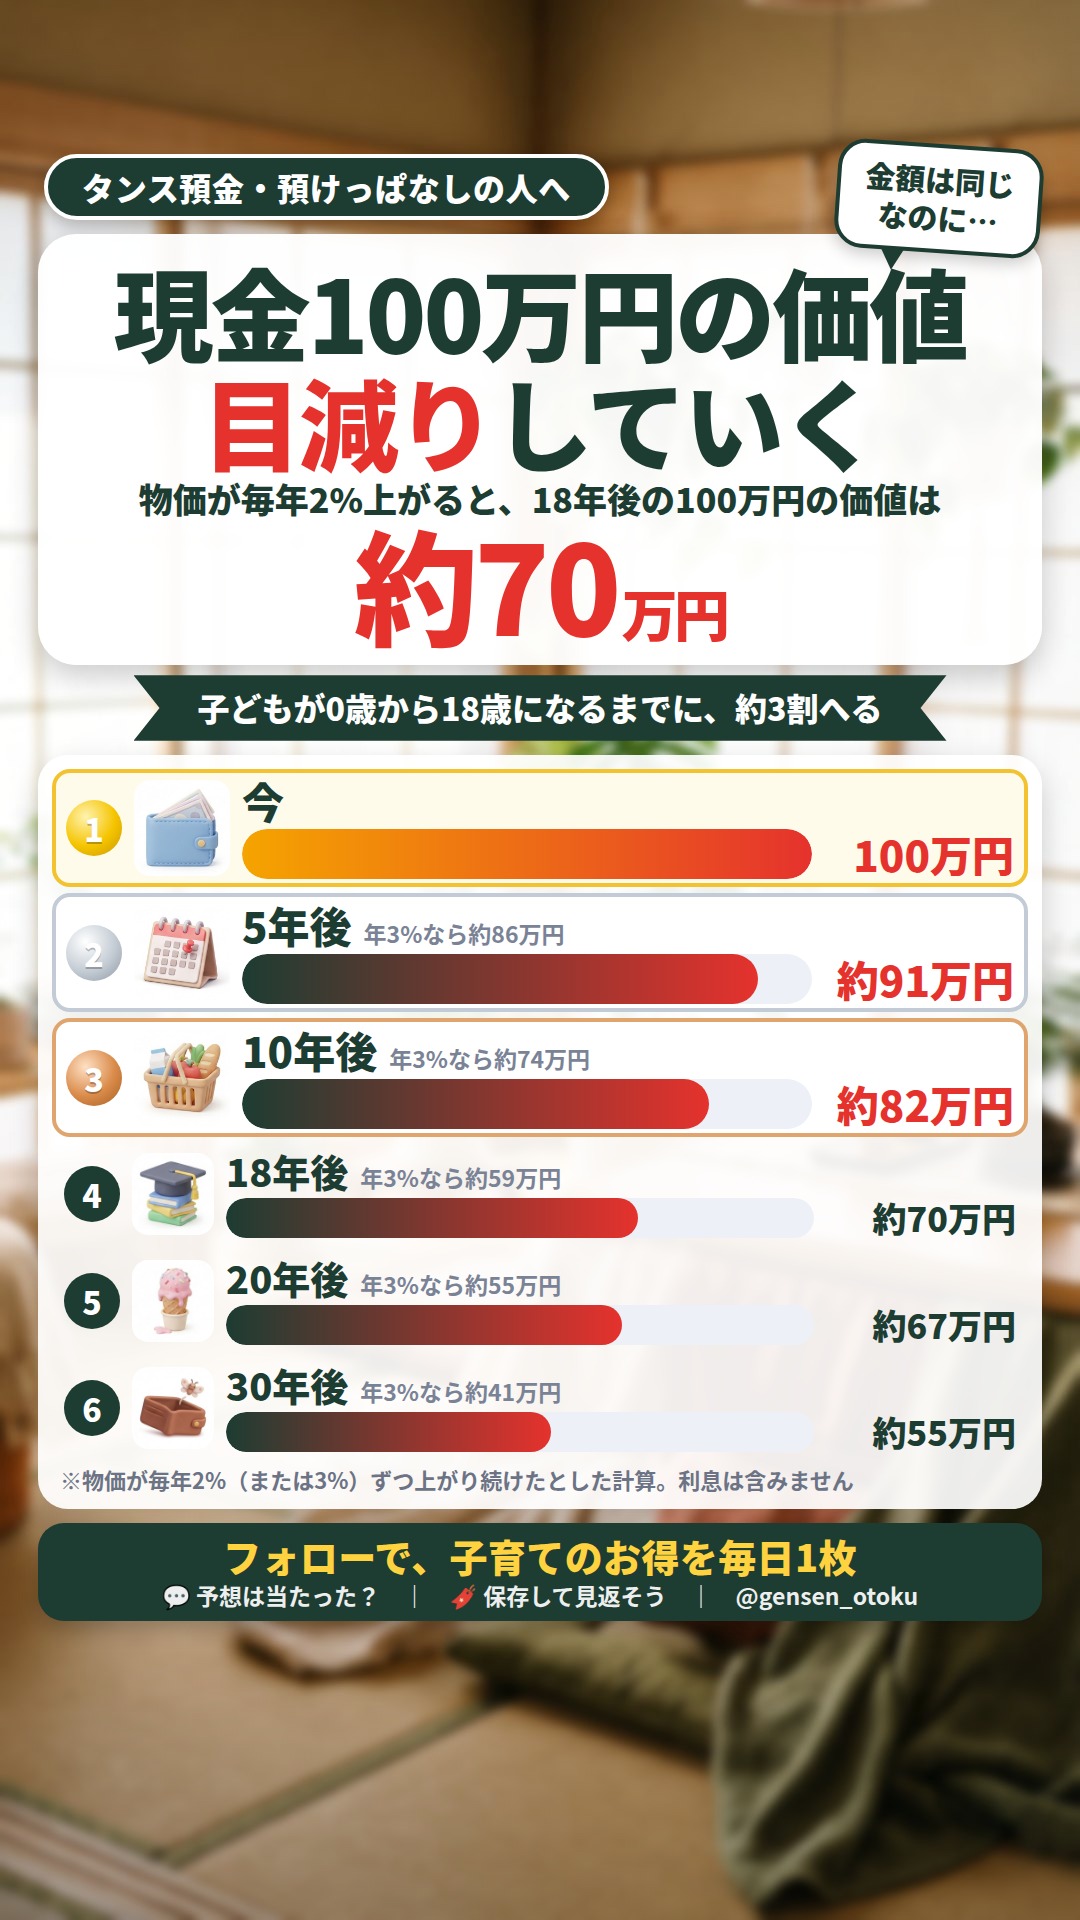 タンス預金・預けっぱなしの人へ
金額は同じ
なのに…
現金100万円の価値
目減りしていく
物価が毎年2%上がると、18年後の100万円の価値は
約70万円
子どもが0歳から18歳になるまでに、約3割へる
1
今
100万円
2
5年後 年3%なら約86万円
約91万円
3
10年後 年3%なら約74万円
約82万円
4
18年後 年3%なら約59万円
約70万円
5
20年後 年3%なら約55万円
約67万円
6
30年後 年3%なら約41万円
約55万円
※物価が毎年2%（または3%）ずつ上がり続けたとした計算。利息は含みません
フォローで、子育てのお得を毎日1枚
💬 予想は当たった？ ｜ 🔖 保存して見返そう ｜ @gensen_otoku